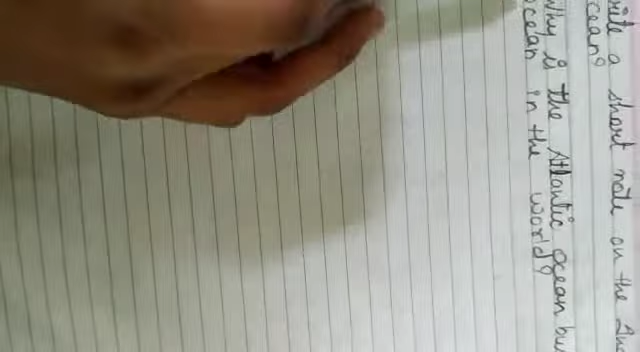 a short note on the
ocean?
Why is the Atlantic ocean
ocean in the world?